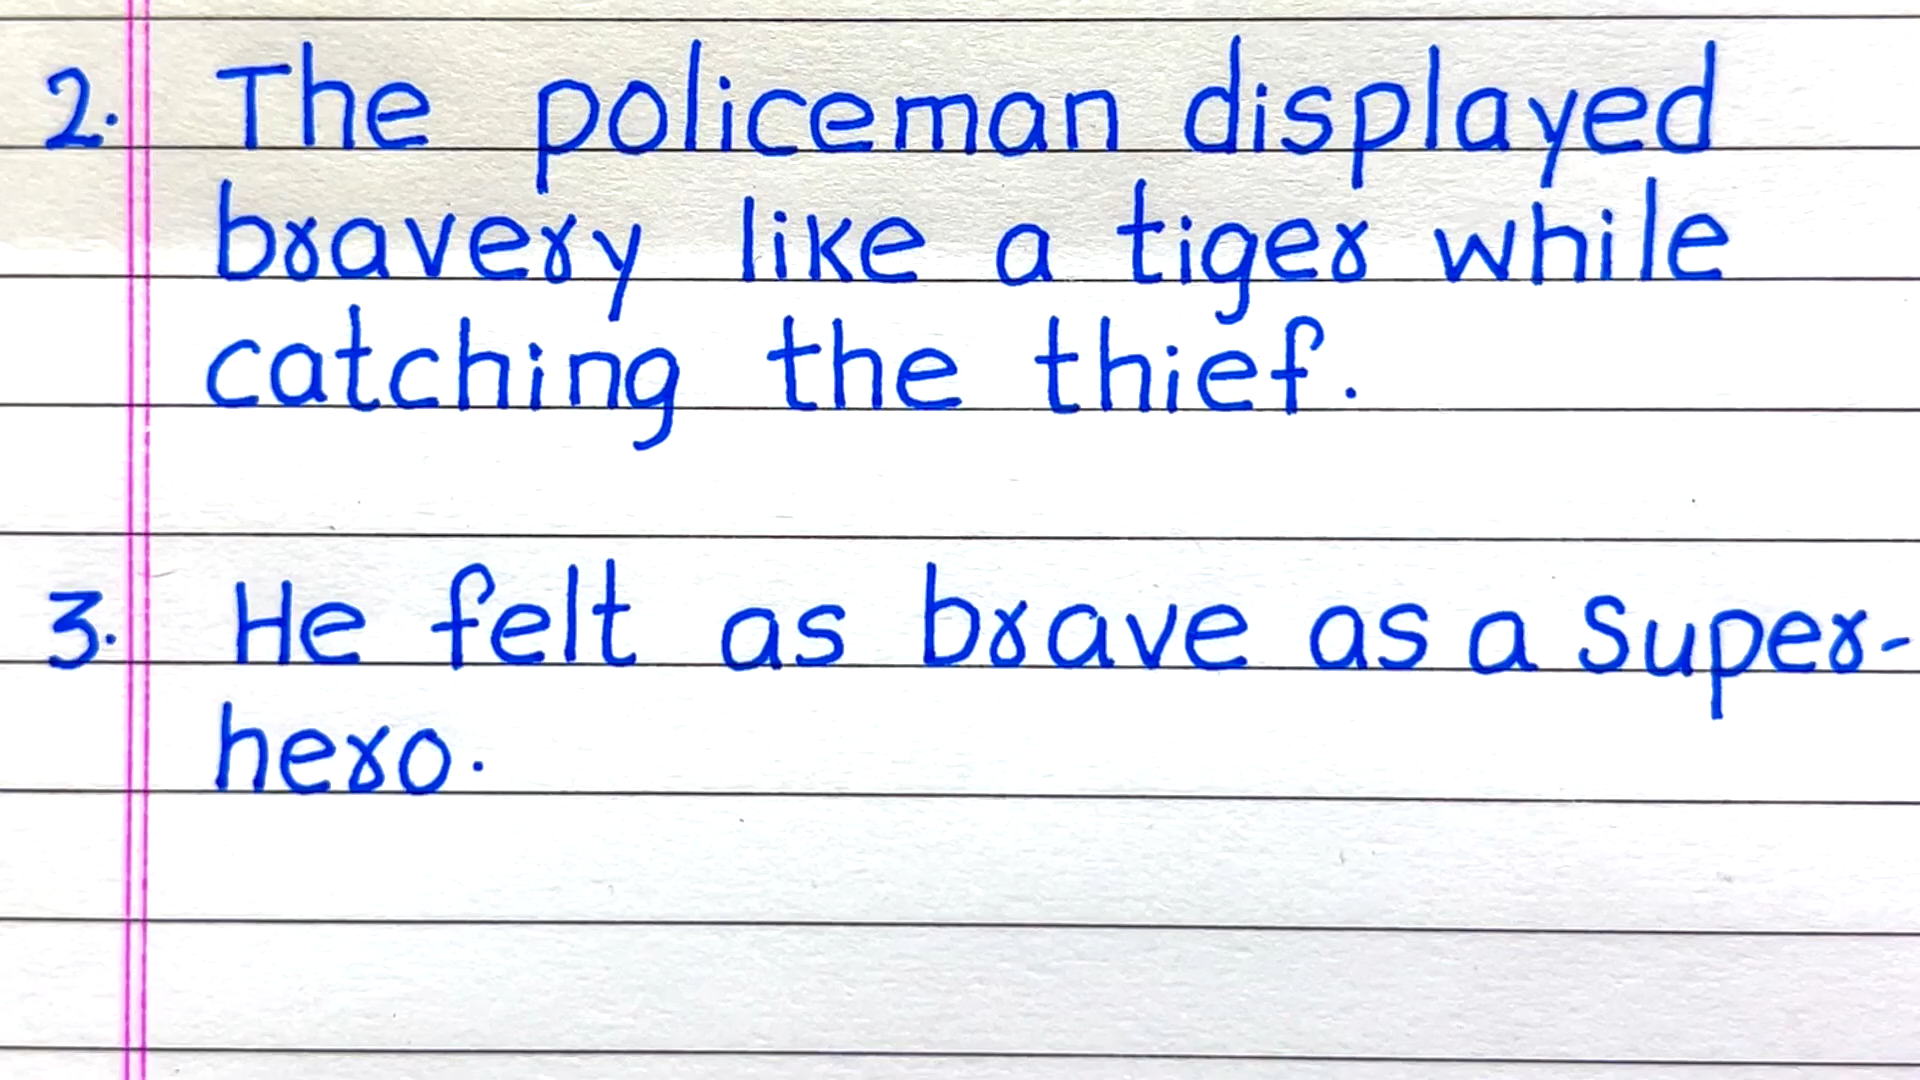 2. The policeman displayed
bravery like a tiger while
catching the thief.
3. He felt as brave as a Super-
hero.